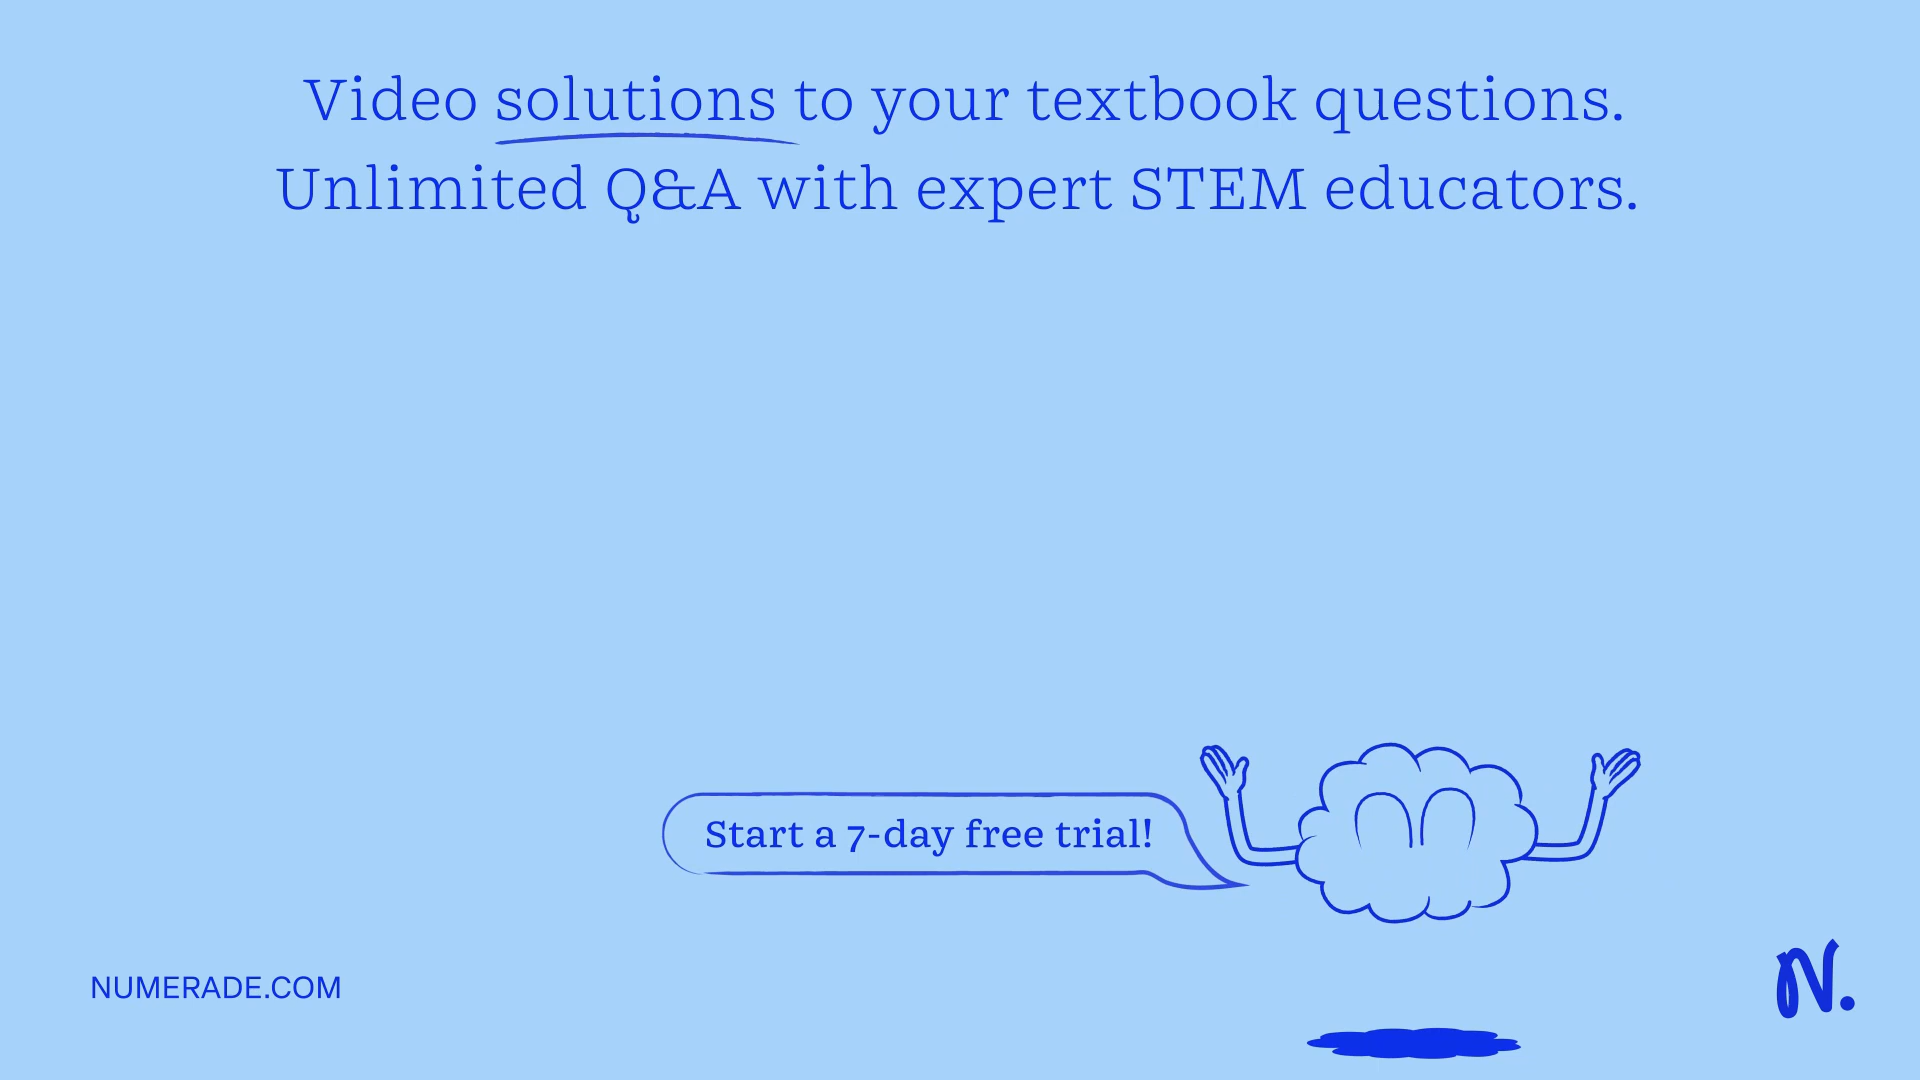 Video solutions to your textbook questions.
Unlimited Q&A with expert STEM educators.
Start a 7-day free trial!
NUMERADE.COM
N.